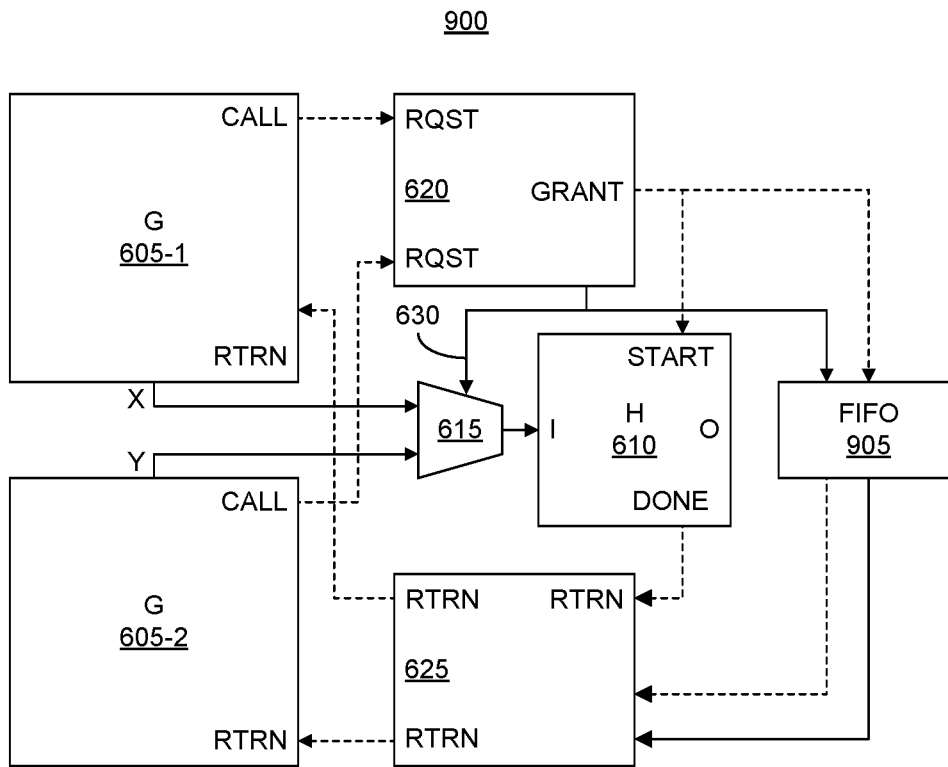 900
CALL
G
605-1
RTRN
X
RQST
620
GRANT
RQST
630
START
615
I
H
610
O
DONE
FIFO
905
Y
CALL
G
605-2
RTRN
RTRN
RTRN
625
RTRN